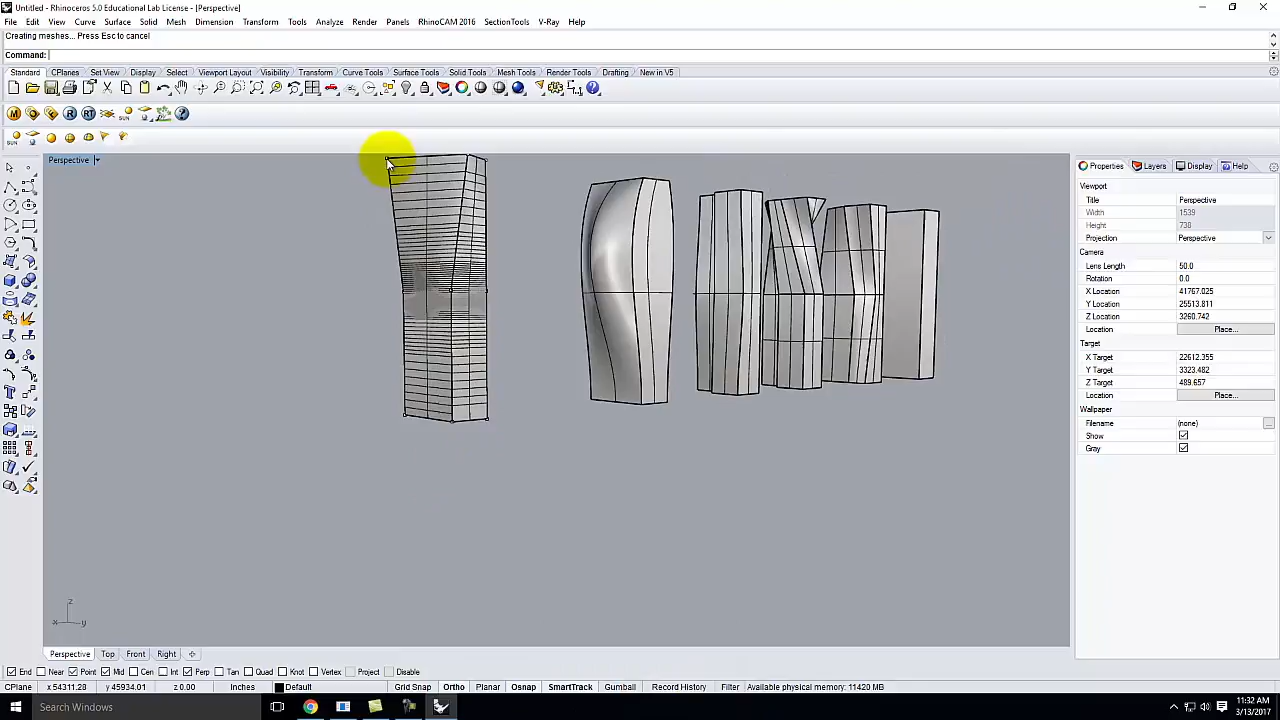 Untitled - Rhinoceros 5.0 Educational Lab License - [Perspective]
File Edit View Curve Surface Solid Mesh Dimension Transform Tools Analyze Render Panels RhinoCAM 2016 SectionTools V-Ray Help
Creating meshes... Press Esc to cancel
Command:
Standard CPlanes Set View Display Select Viewport Layout Visibility Transform Curve Tools Surface Tools Solid Tools Mesh Tools Render Tools Drafting New in V5
M R RT SUN
SUN
Perspective
Properties Layers Display Help
Viewport
Title Perspective
Width 1539
Height 736
Projection Perspective
Camera
Lens Length 50.0
Rotation 0.0
X Location 41767.025
Y Location 25513.811
Z Location 3260.742
Location Place...
Target
X Target 22612.355
Y Target 3323.482
Z Target 489.657
Location Place...
Wallpaper
Filename (none) ...
Show
Gray
z
x y
Perspective Top Front Right
End Near Point Mid Cen Int Perp Tan Quad Knot Vertex Project Disable
CPlane x 54311.28 y 45934.01 z 0.00 Inches Default Grid Snap Ortho Planar Osnap SmartTrack Gumball Record History Filter Available physical memory: 11420 MB
Search Windows
11:32 AM
3/13/2017